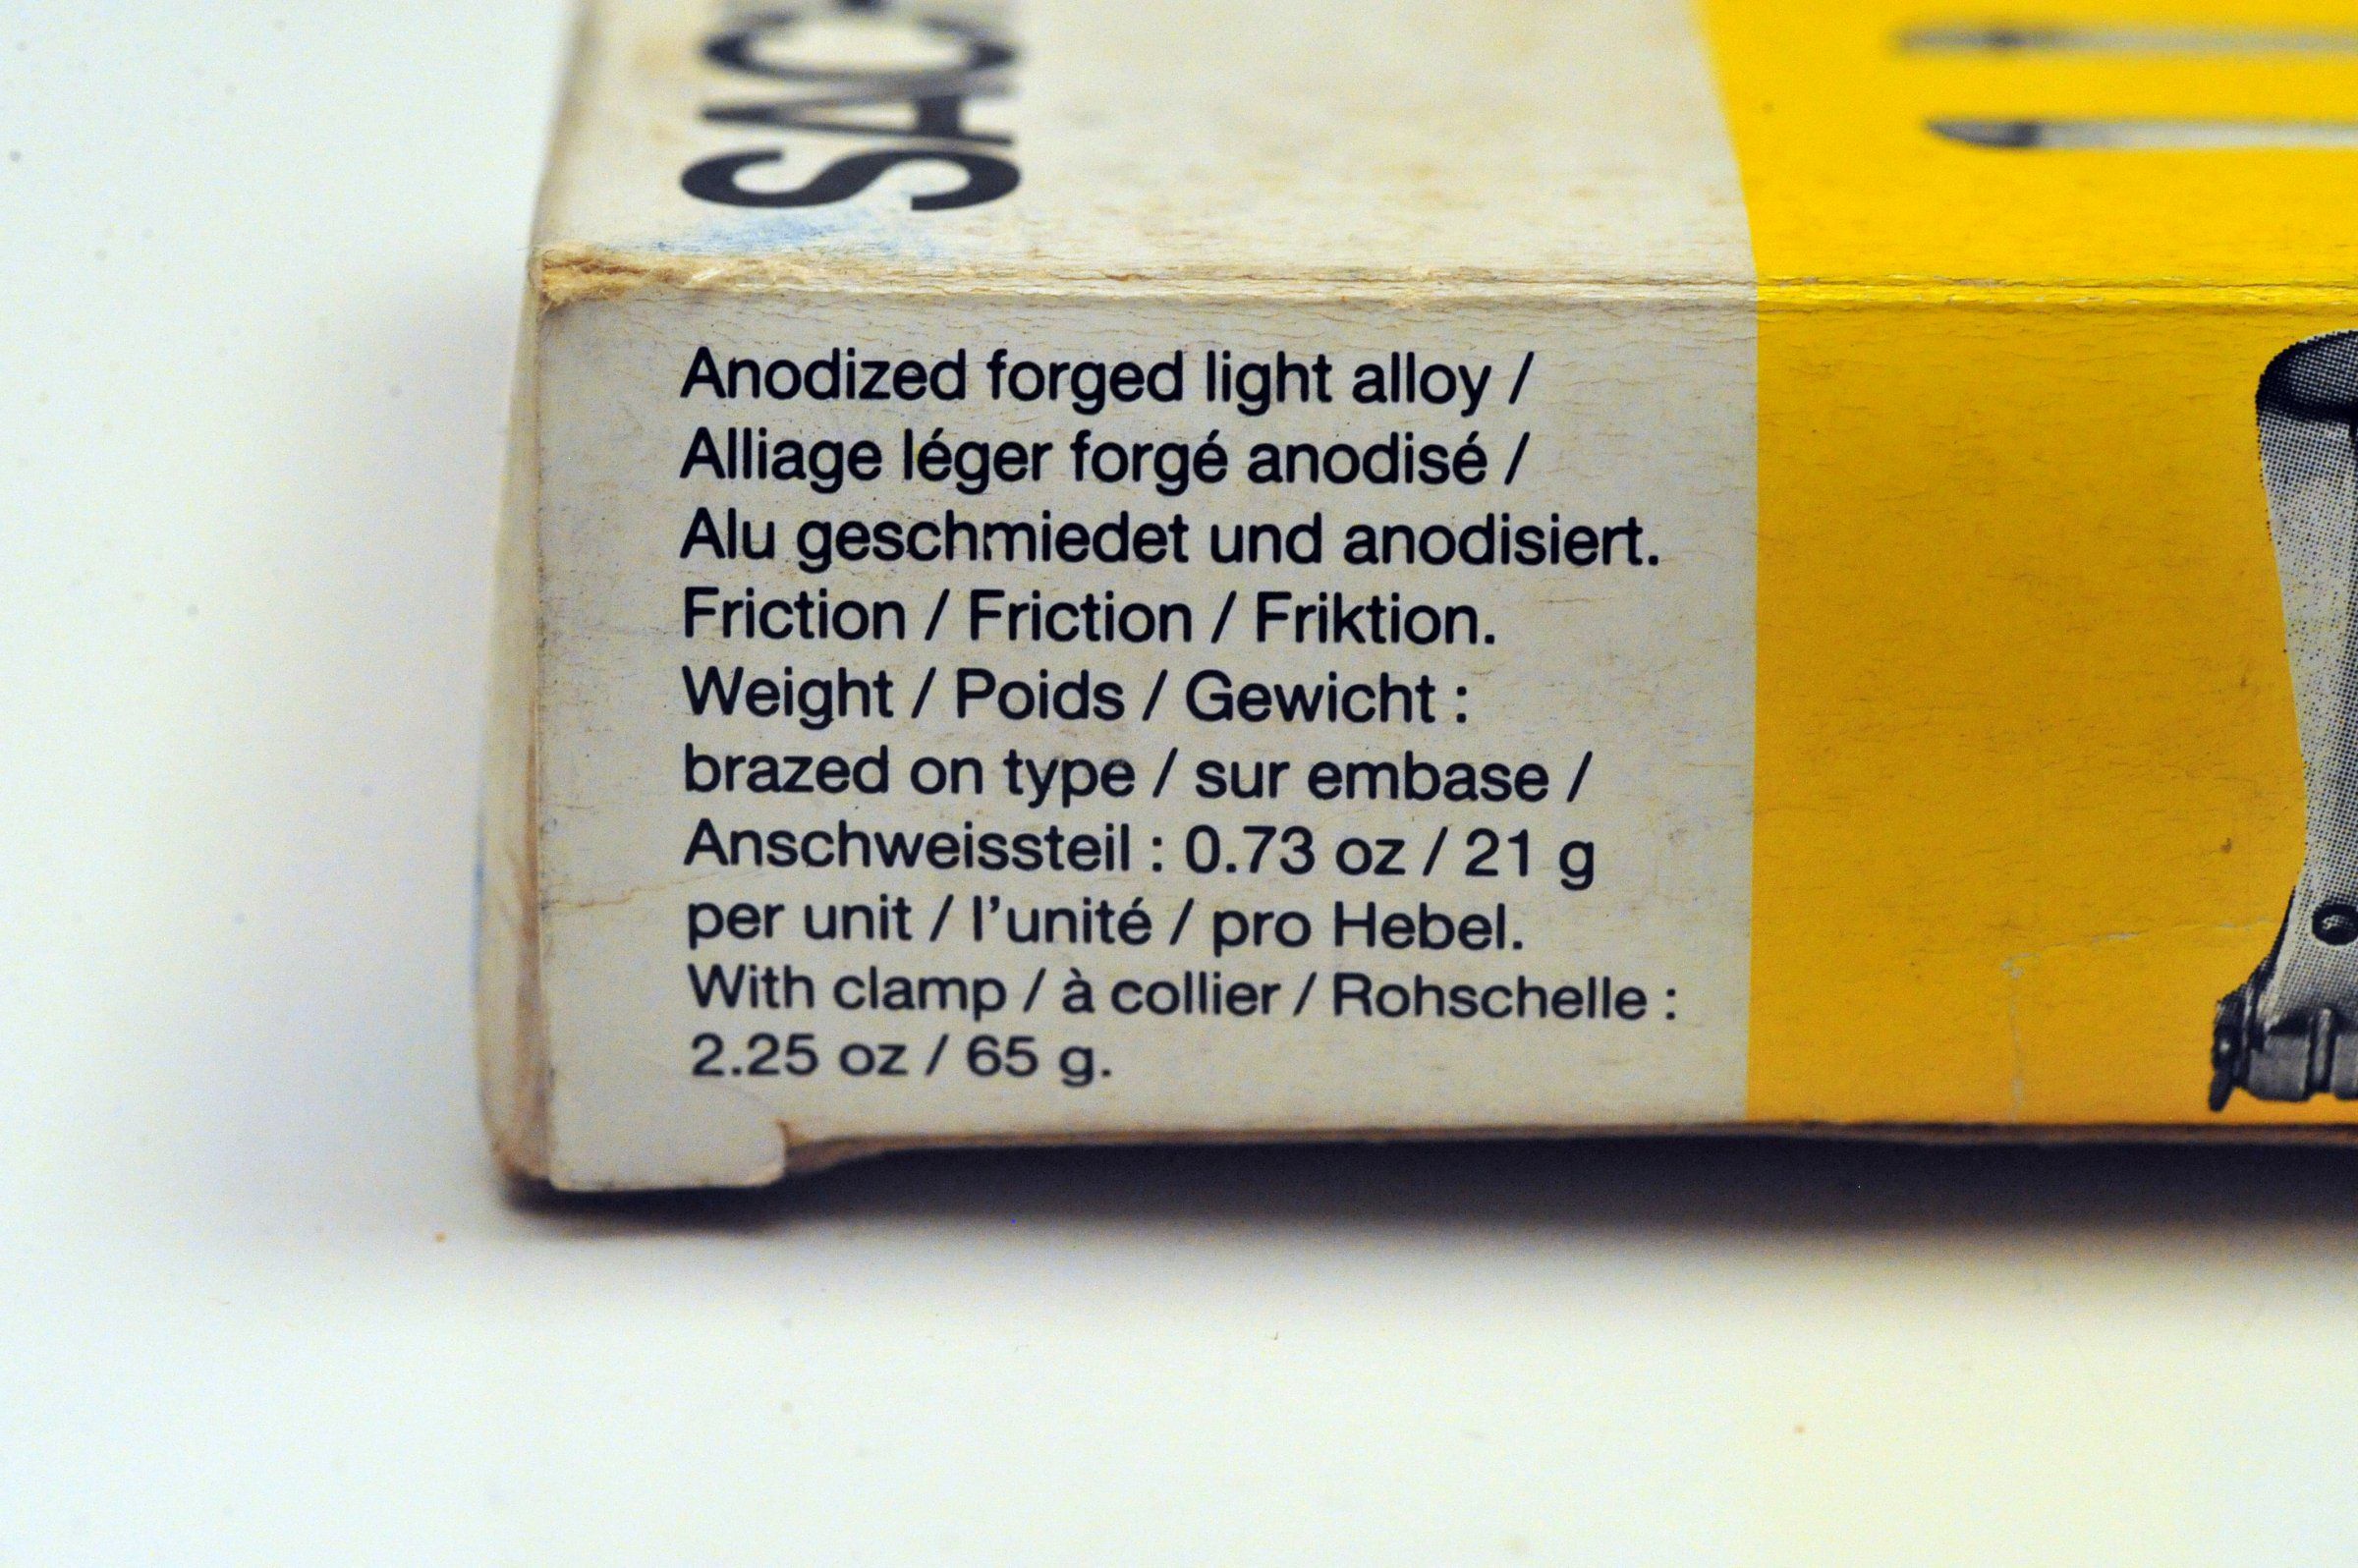 SAC
Anodized forged light alloy /
Alliage léger forgé anodisé /
Alu geschmiedet und anodisiert.
Friction / Friction / Friktion.
Weight / Poids / Gewicht :
brazed on type / sur embase /
Anschweissteil : 0.73 oz / 21 g
per unit / l'unité / pro Hebel.
With clamp / à collier / Rohschelle :
2.25 oz / 65 g.